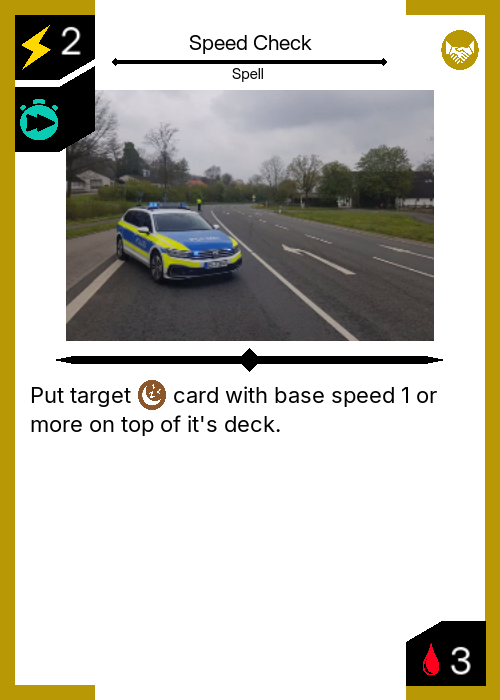 2
Speed Check
Spell
Put target card with base speed 1 or
more on top of it's deck.
3